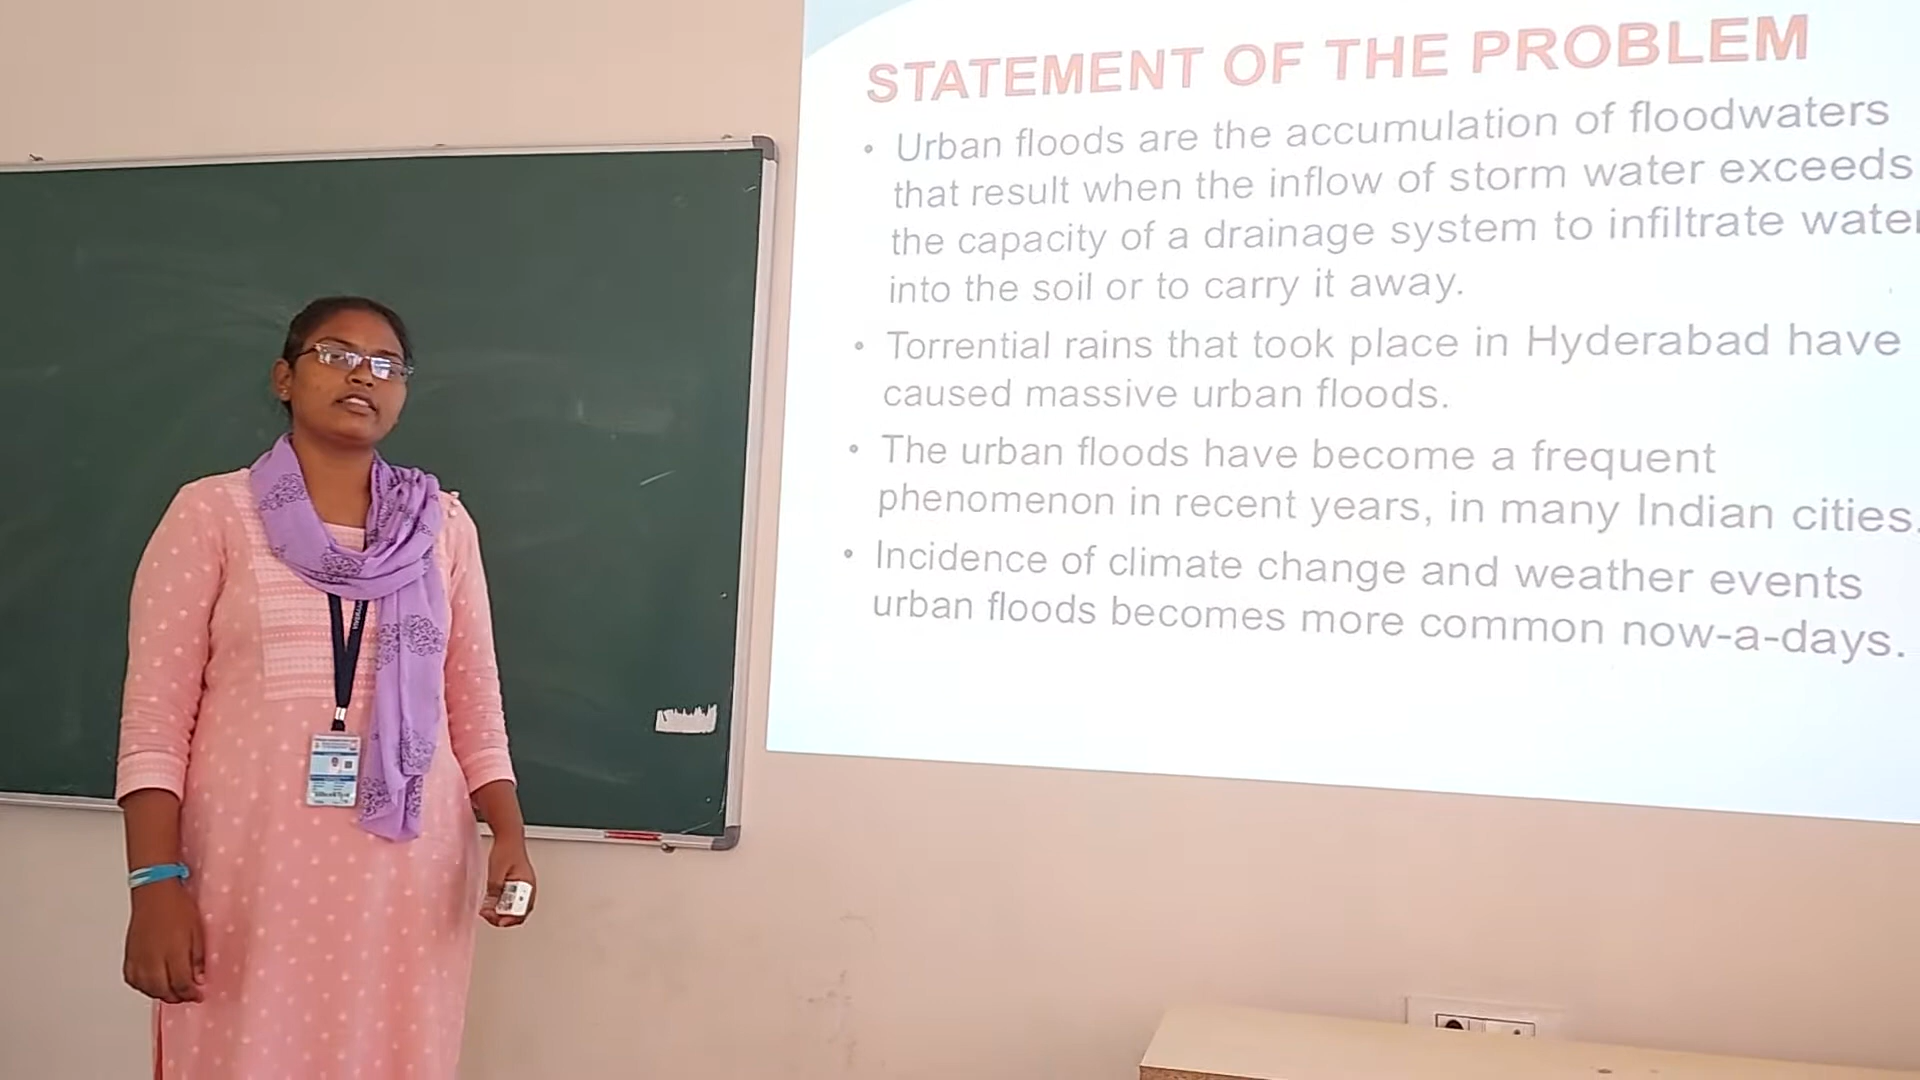 STATEMENT OF THE PROBLEM
• Urban floods are the accumulation of floodwaters
that result when the inflow of storm water exceeds
the capacity of a drainage system to infiltrate water
into the soil or to carry it away.
• Torrential rains that took place in Hyderabad have
caused massive urban floods.
• The urban floods have become a frequent
phenomenon in recent years, in many Indian cities.
• Incidence of climate change and weather events
urban floods becomes more common now-a-days.